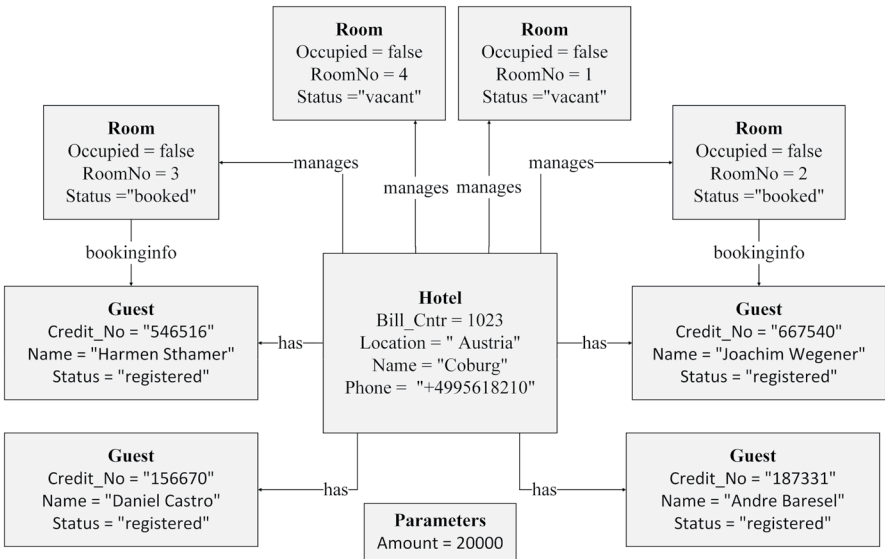 Room
Occupied = false
RoomNo = 4
Status ="vacant"
Room
Occupied = false
RoomNo = 1
Status ="vacant"
Room
Occupied = false
RoomNo = 3
Status ="booked"
manages
manages
manages
manages
Room
Occupied = false
RoomNo = 2
Status ="booked"
bookinginfo
bookinginfo
Guest
Credit_No = "546516"
Name = "Harmen Sthamer"
Status = "registered"
has
Hotel
Bill_Cntr = 1023
Location = " Austria"
Name = "Coburg"
Phone =  "+4995618210"
has
Guest
Credit_No = "667540"
Name = "Joachim Wegener"
Status = "registered"
Guest
Credit_No = "156670"
Name = "Daniel Castro"
Status = "registered"
has
has
Guest
Credit_No = "187331"
Name = "Andre Baresel"
Status = "registered"
Parameters
Amount = 20000